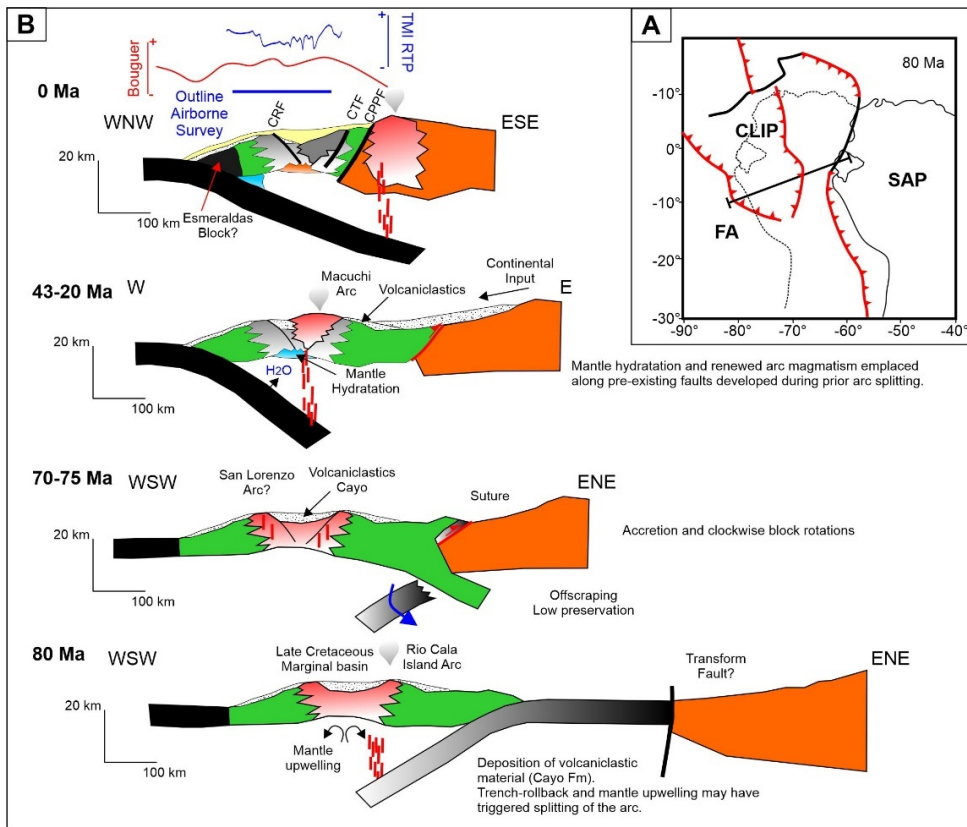 B
Bouguer
+
-
+
-
TMI RTP
Outline
Airborne
Survey
0 Ma
WNW
CRF
CTF
CPPF
ESE
20 km
100 km
Esmeraldas
Block?
A
80 Ma
-10°
0°
-10°
-20°
-30°
-90°
-80°
-70°
-60°
-50°
-40°
CLIP
SAP
FA
Mantle hydration and renewed arc magmatism emplaced
along pre-existing faults developed during prior arc splitting.
43-20 Ma
W
Macuchi
Arc
Volcaniclastics
Continental
Input
E
20 km
100 km
H2O
Mantle
Hydratation
70-75 Ma
WSW
San Lorenzo
Arc?
Volcaniclastics
Cayo
Suture
ENE
20 km
100 km
Accretion and clockwise block rotations
Offscraping
Low preservation
80 Ma
WSW
Late Cretaceous
Marginal basin
Rio Cala
Island Arc
Transform
Fault?
ENE
20 km
100 km
Mantle
upwelling
Deposition of volcaniclastic
material (Cayo Fm).
Trench-rollback and mantle upwelling may have
triggered splitting of the arc.